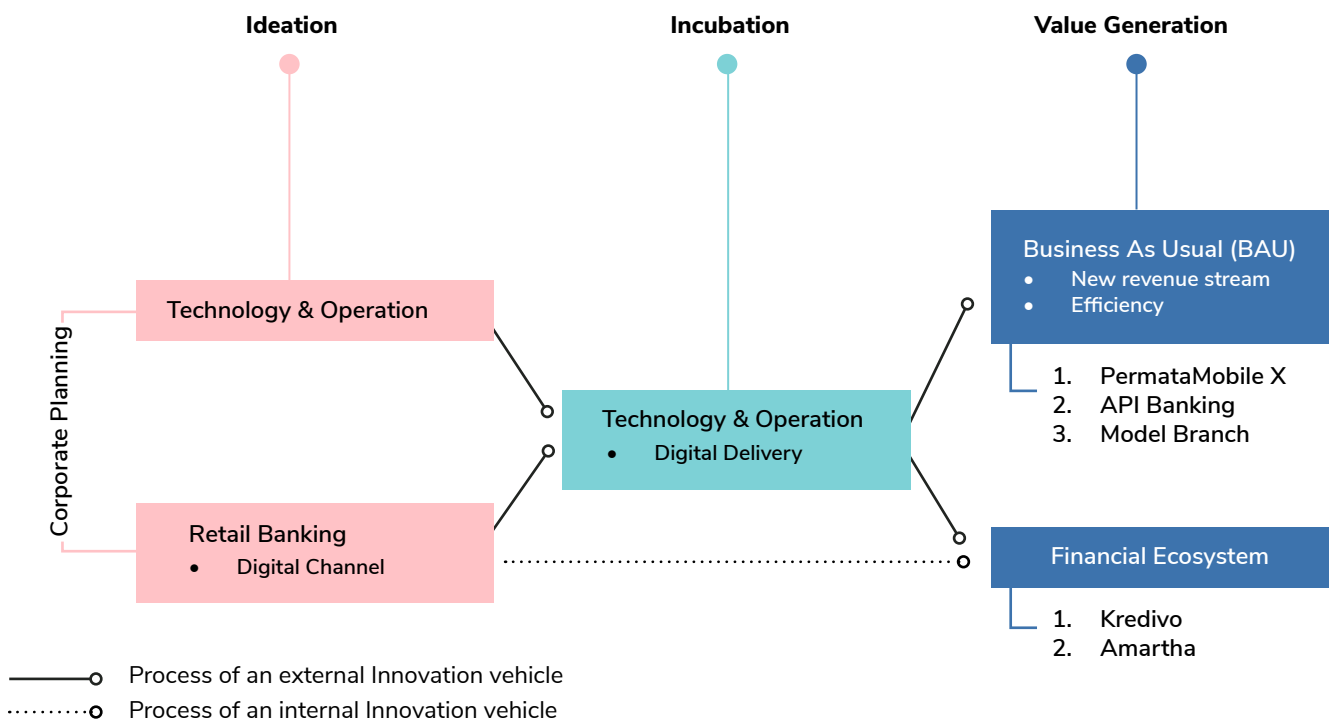 Ideation
Incubation
Value Generation
Corporate Planning
Technology & Operation
Retail Banking
• Digital Channel
Technology & Operation
• Digital Delivery
Business As Usual (BAU)
• New revenue stream
• Efficiency
1. PermataMobile X
2. API Banking
3. Model Branch
Financial Ecosystem
1. Kredivo
2. Amartha
Process of an external Innovation vehicle
Process of an internal Innovation vehicle